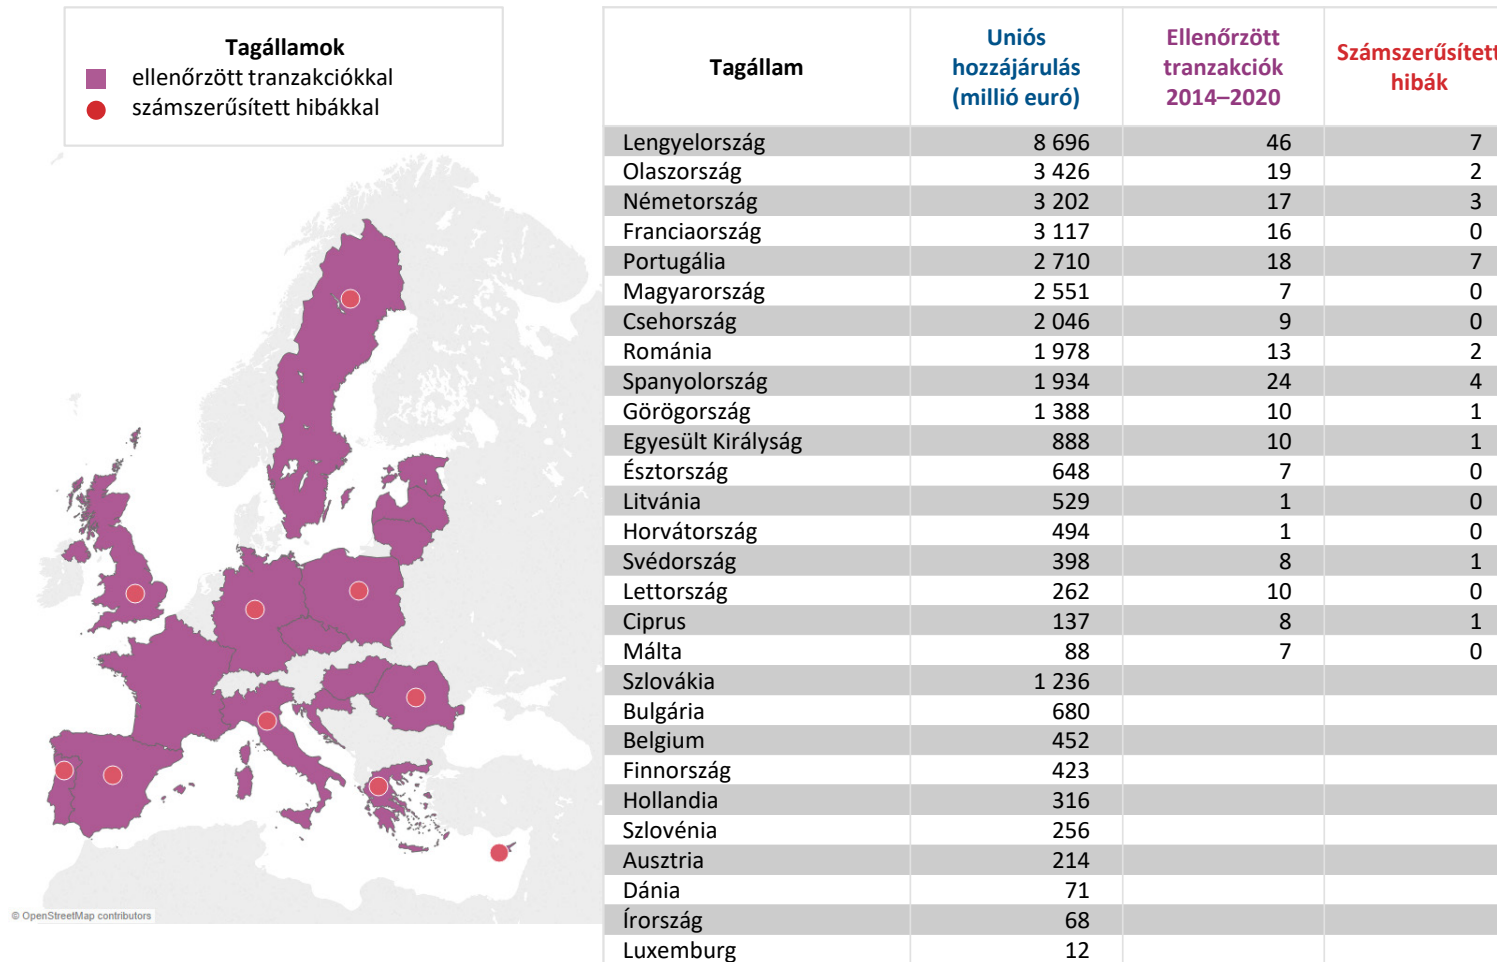 Tagállamok
ellenőrzött tranzakciókkal
számszerűsített hibákkal
© OpenStreetMap contributors
Tagállam
Uniós
hozzájárulás
(millió euró)
Ellenőrzött
tranzakciók
2014–2020
Számszerűsített
hibák
Lengyelország 8 696 46 7
Olaszország 3 426 19 2
Németország 3 202 17 3
Franciaország 3 117 16 0
Portugália 2 710 18 7
Magyarország 2 551 7 0
Csehország 2 046 9 0
Románia 1 978 13 2
Spanyolország 1 934 24 4
Görögország 1 388 10 1
Egyesült Királyság 888 10 1
Észtország 648 7 0
Litvánia 529 1 0
Horvátország 494 1 0
Svédország 398 8 1
Lettország 262 10 0
Ciprus 137 8 1
Málta 88 7 0
Szlovákia 1 236
Bulgária 680
Belgium 452
Finnország 423
Hollandia 316
Szlovénia 256
Ausztria 214
Dánia 71
Írország 68
Luxemburg 12